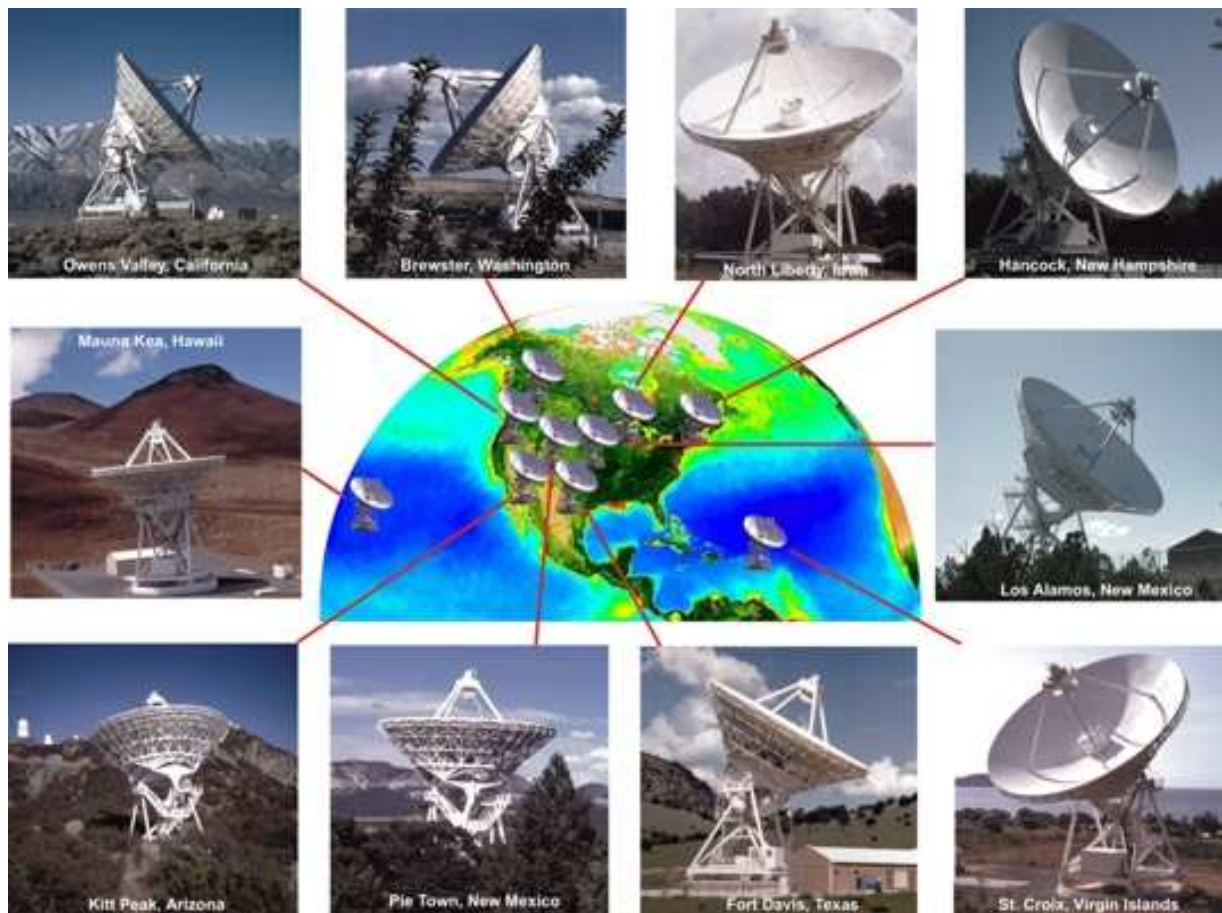 Owens Valley, California
Brewster, Washington
North Liberty, Iowa
Hancock, New Hampshire
Mauna Kea, Hawaii
Los Alamos, New Mexico
Kitt Peak, Arizona
Pie Town, New Mexico
Fort Davis, Texas
St. Croix, Virgin Islands